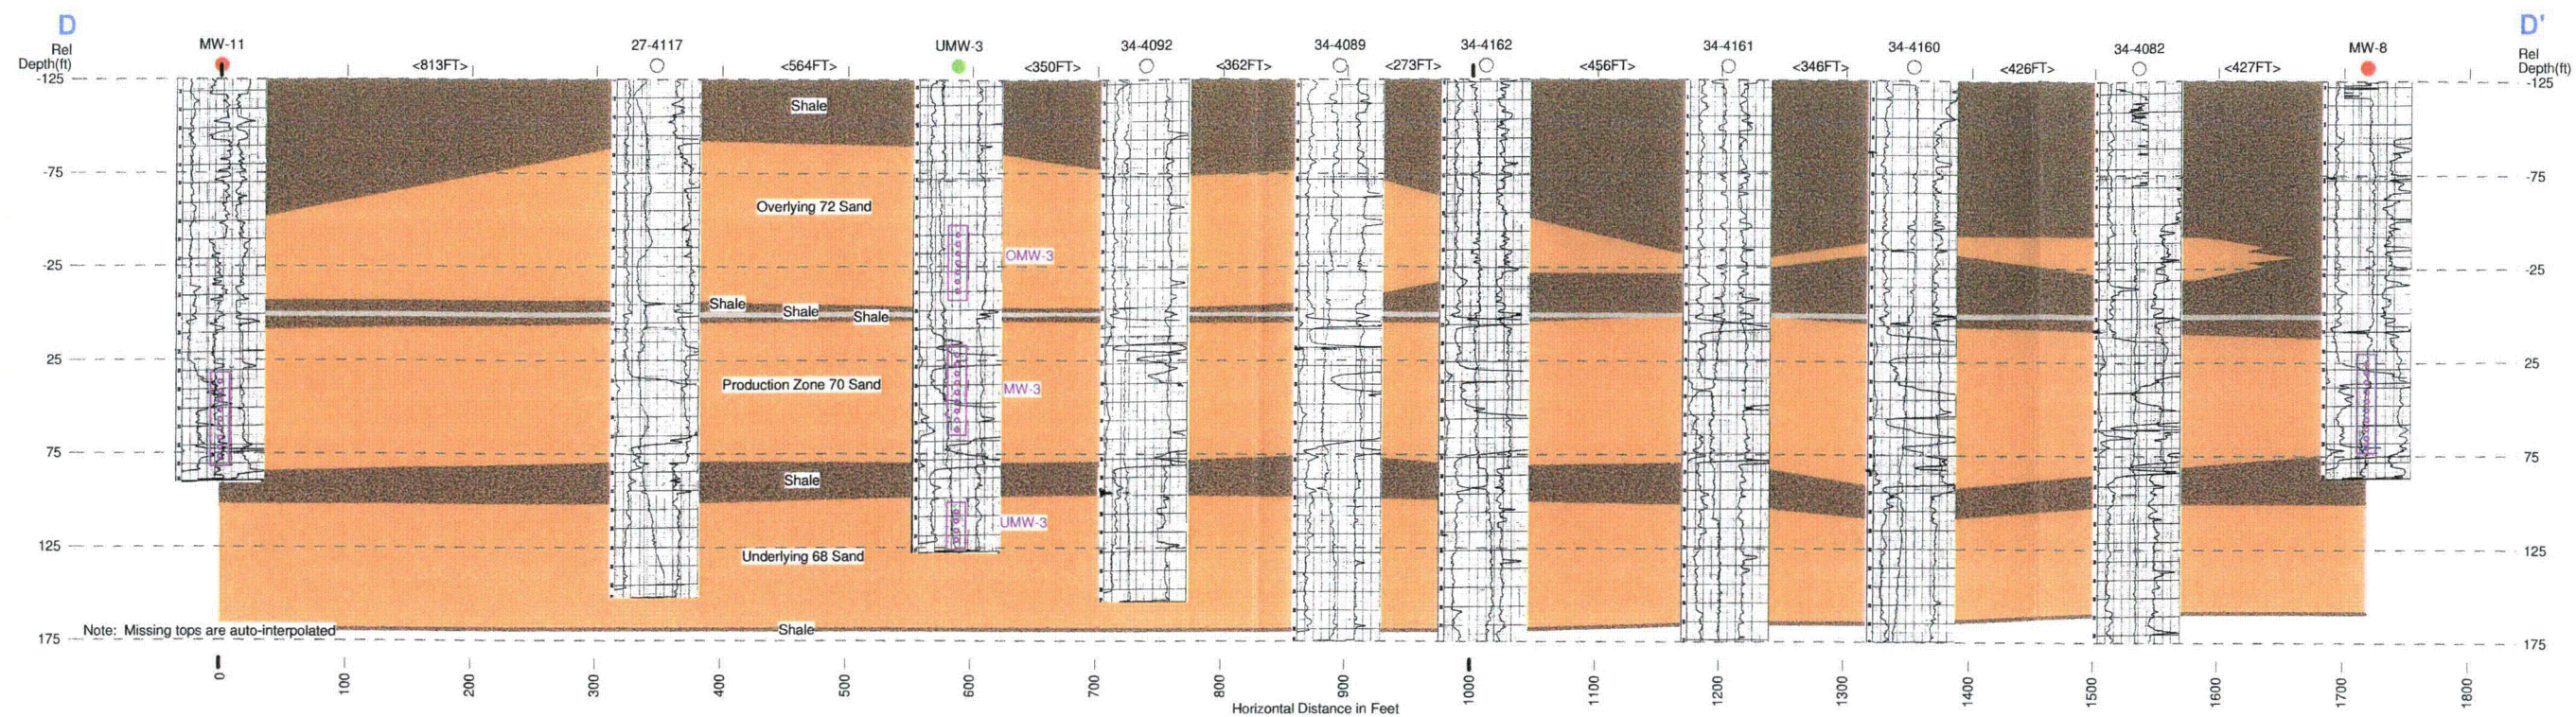 D D'
MW-11 27-4117 UMW-3 34-4092 34-4089 34-4162 34-4161 34-4160 34-4082 MW-8
Rel
Depth(ft)
Rel
Depth(ft)
<813FT> <564FT> <350FT> <362FT> <273FT> <456FT> <346FT> <426FT> <427FT>
-125 -125
Shale
-75 -75
Overlying 72 Sand
OMW-3
-25 -25
Shale Shale Shale
25 25
Production Zone 70 Sand MW-3
75 75
Shale
UMW-3
125 125
Underlying 68 Sand
Note: Missing tops are auto-interpolated Shale
175 175
0 100 200 300 400 500 600 700 800 900 1000 1100 1200 1300 1400 1500 1600 1700 1800
Horizontal Distance in Feet